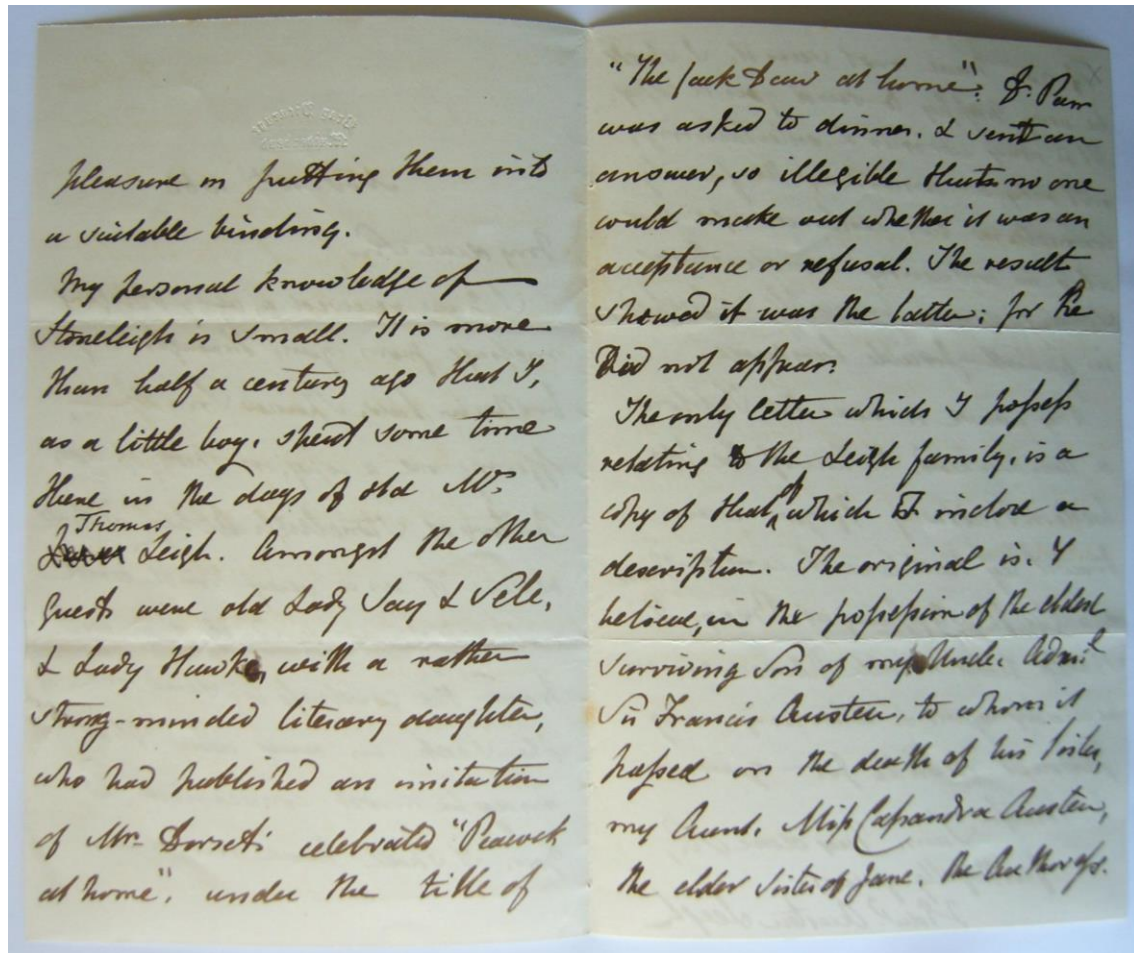 pleasure in putting them into
a suitable binding.
My personal knowledge of
Stoneleigh is small. It is more
than half a century ago that I,
as a little boy, spent some time
there in the days of old Mr.
Thomas
Leigh. Amongst the other
guests were old Lady Say & Sele,
& Lady Hawke, with a rather
strong-minded literary daughter,
who had published an imitation
of Mrs. Dorset's celebrated "Peacock
at home", under the title of
"The Jack Daw at home". Dr. Parr
was asked to dinner, & sent an
answer, so illegible that no one
could make out whether it was an
acceptance or refusal. The result
showed it was the latter; for he
Did not appear.
The only letter which I possess
relating to the Leigh family, is a
copy of that, which I inclose a
description. The original is, I
believe, in the possession of the eldest
surviving son of my Uncle, Adml
Sir Francis Austen, to whom it
passed on the death of his sister,
my Aunt, Miss Cassandra Austen,
the elder sister of Jane, the Authoress.